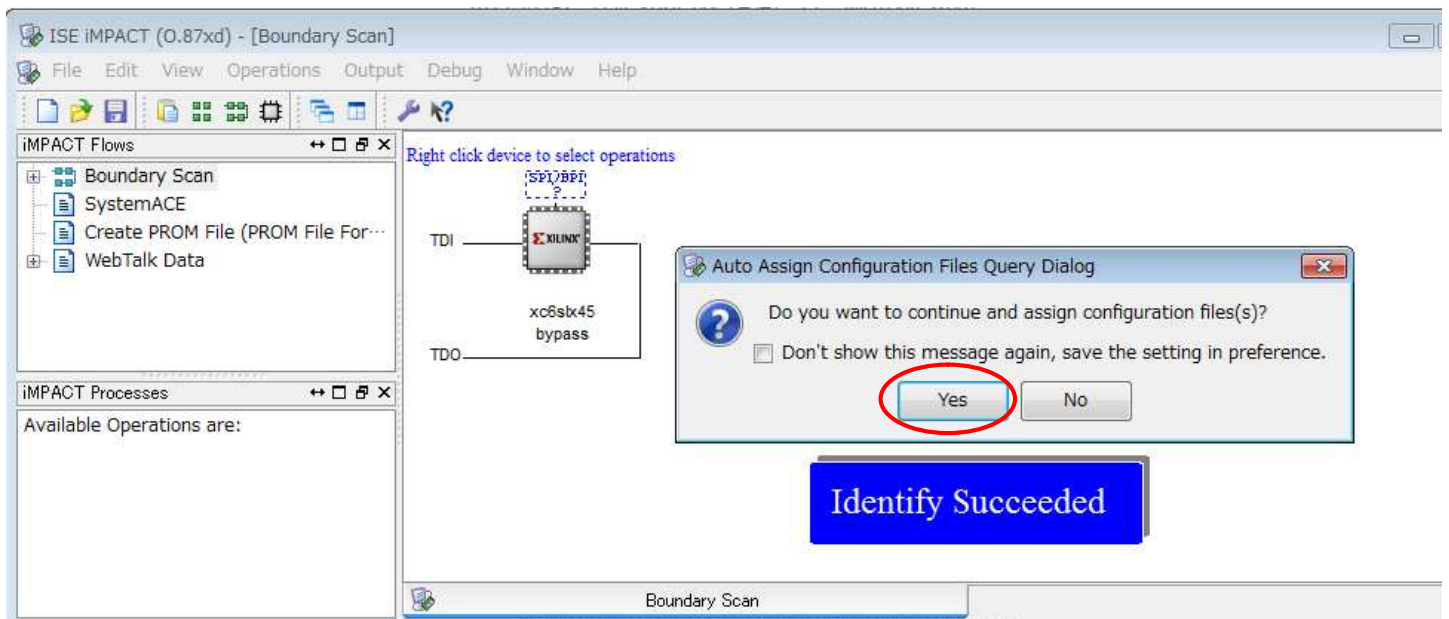 ISE iMPACT (O.87xd) - [Boundary Scan]
File Edit View Operations Output Debug Window Help
iMPACT Flows
Boundary Scan
SystemACE
Create PROM File (PROM File For...
WebTalk Data
iMPACT Processes
Available Operations are:
Right click device to select operations
SPI/BPI
?
TDI
XILINX
xc6slx45
bypass
TDO
Auto Assign Configuration Files Query Dialog
Do you want to continue and assign configuration files(s)?
Don't show this message again, save the setting in preference.
Yes No
Identify Succeeded
Boundary Scan